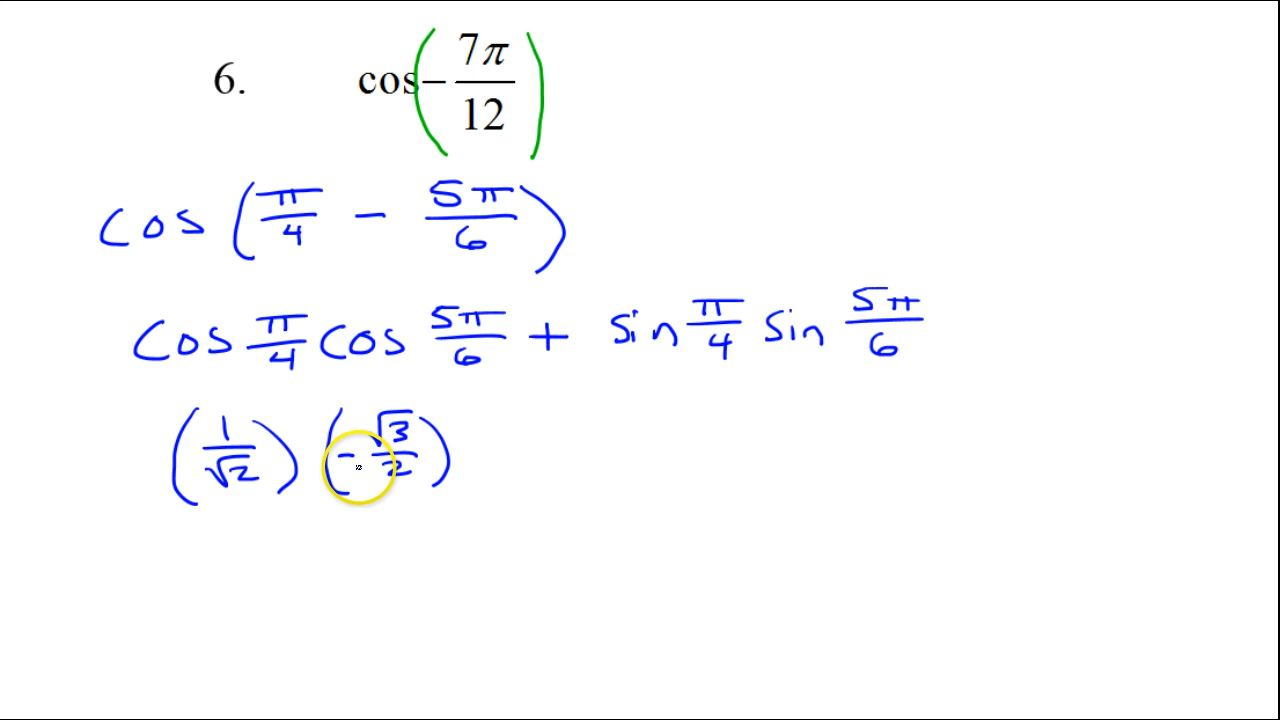 6. cos(-7π/12)
cos(π/4 - 5π/6)
cos π/4 cos 5π/6 + sin π/4 sin 5π/6
(1/√2)(-√3/2)